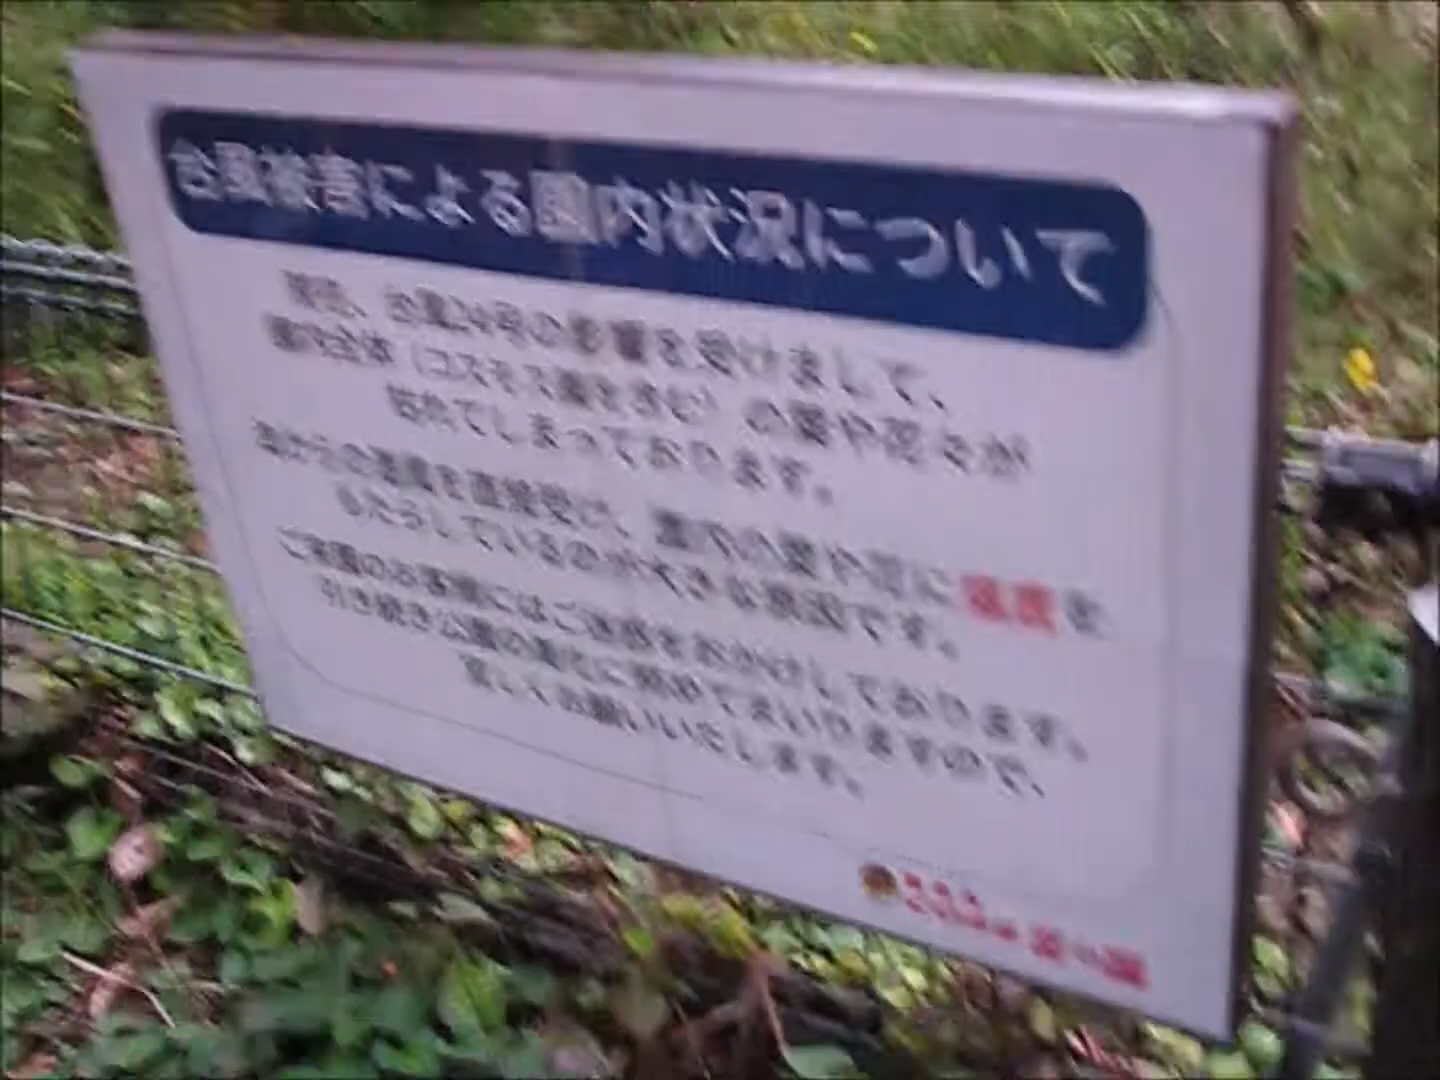 台風被害による園内状況について
現在、台風24号の影響を受けまして、
園内全体(コスモス園を含む)の葉や花々が
枯れてしまっております。
海からの潮風を直接受け、園内の葉や花に塩害を
もたらしているのが大きな原因です。
ご来園のお客様にはご迷惑をおかけしております。
引き続き公園の美化に努めてまいりますので、
宜しくお願いいたします。